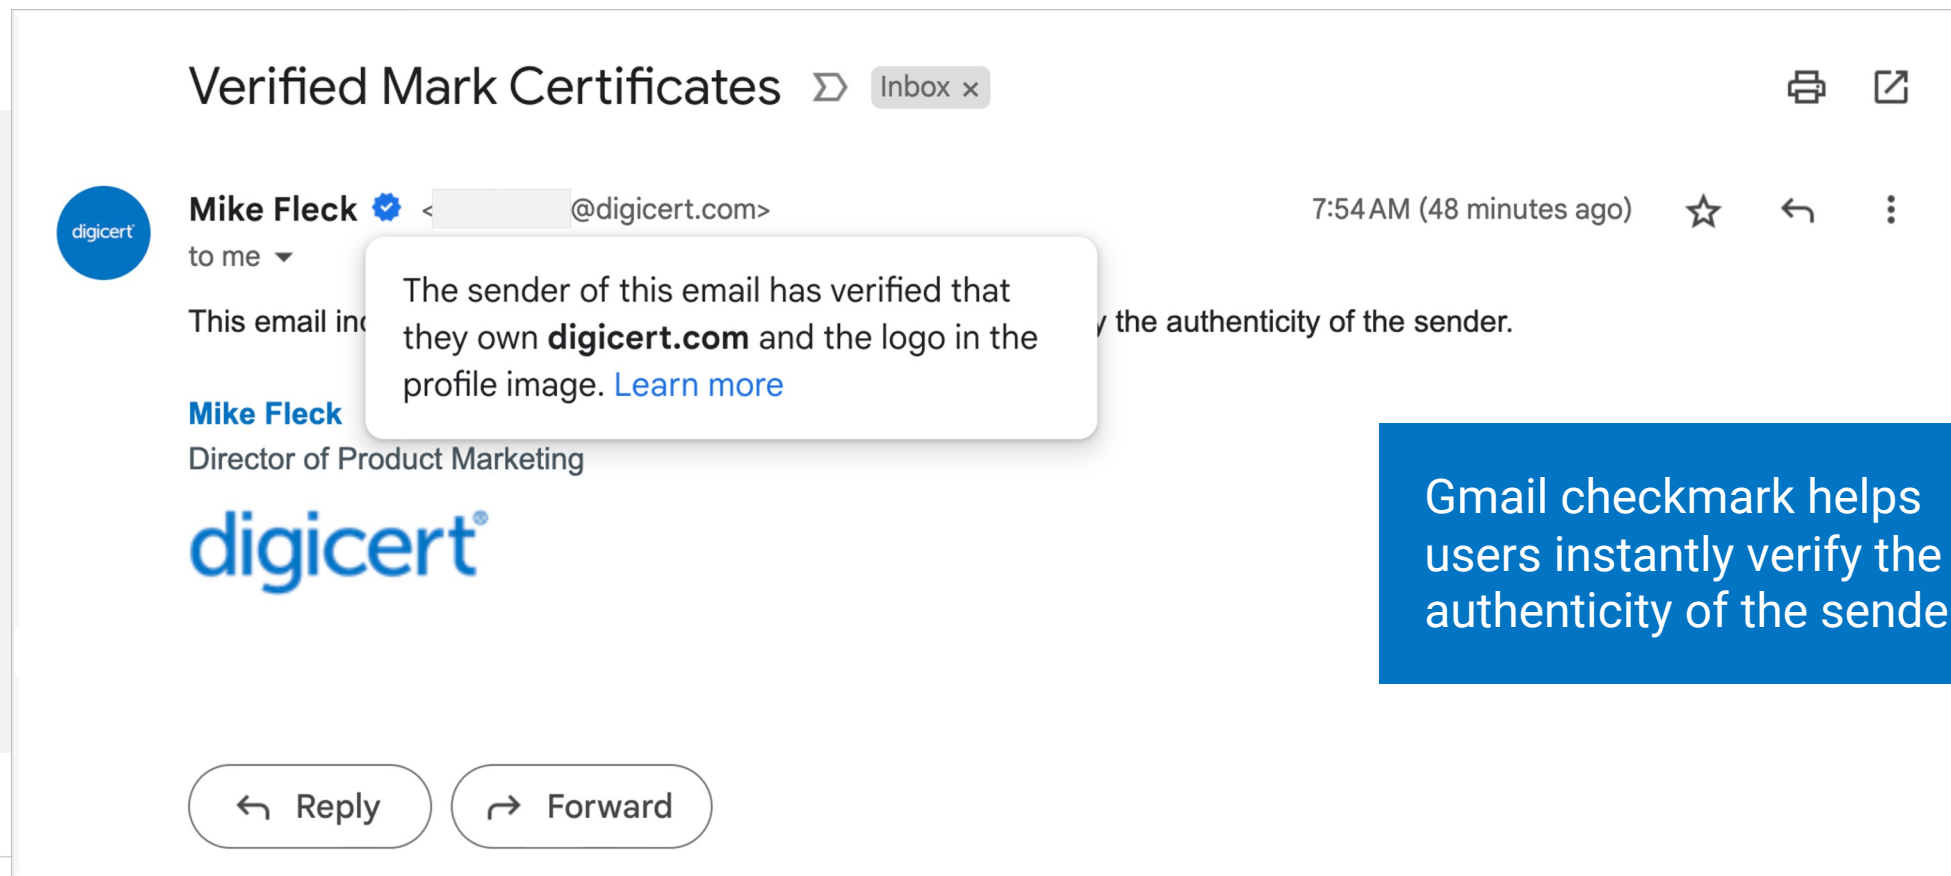 Verified Mark Certificates Inbox ×
digicert
Mike Fleck < @digicert.com> 7:54 AM (48 minutes ago)
to me
The sender of this email has verified that
they own digicert.com and the logo in the
profile image. Learn more
This email the authenticity of the sender.
Mike Fleck
Director of Product Marketing
digicert®
Gmail checkmark helps
users instantly verify the
authenticity of the sende
Reply Forward